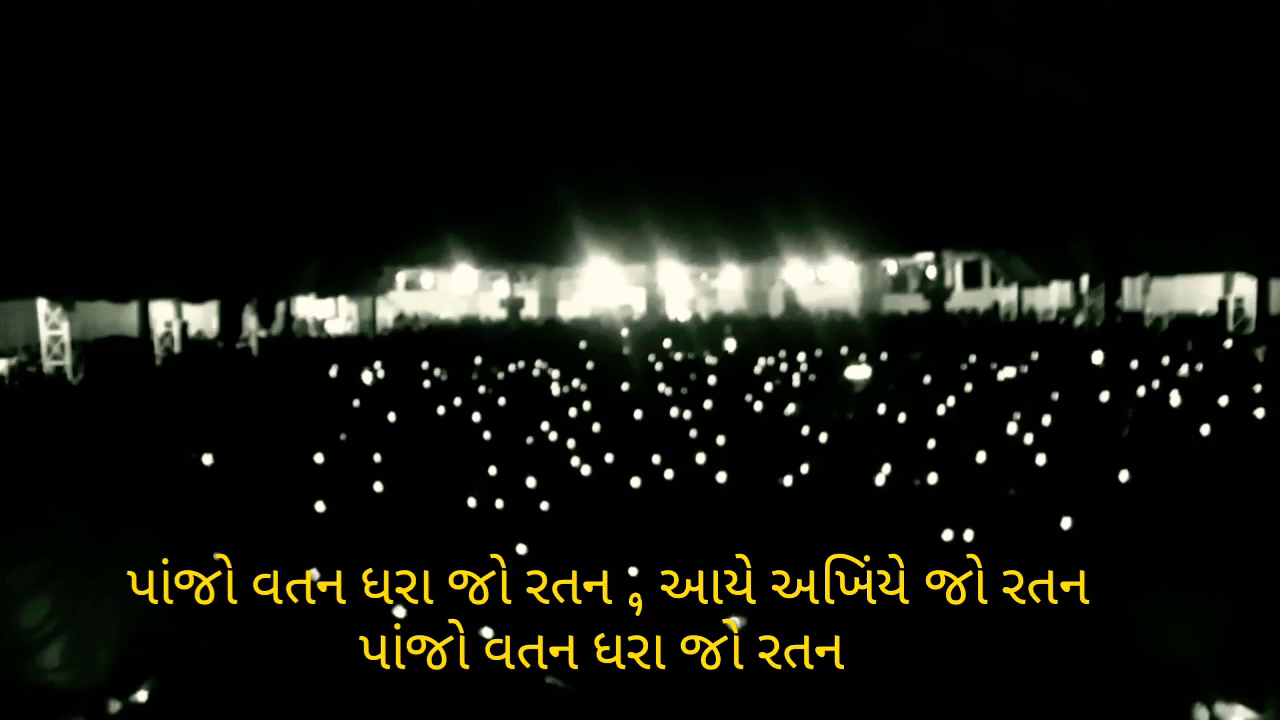 પાંજો વતન ધરા જો રતન , આયે અખિંયે જો રતન
પાંજો વતન ધરા જો રતન